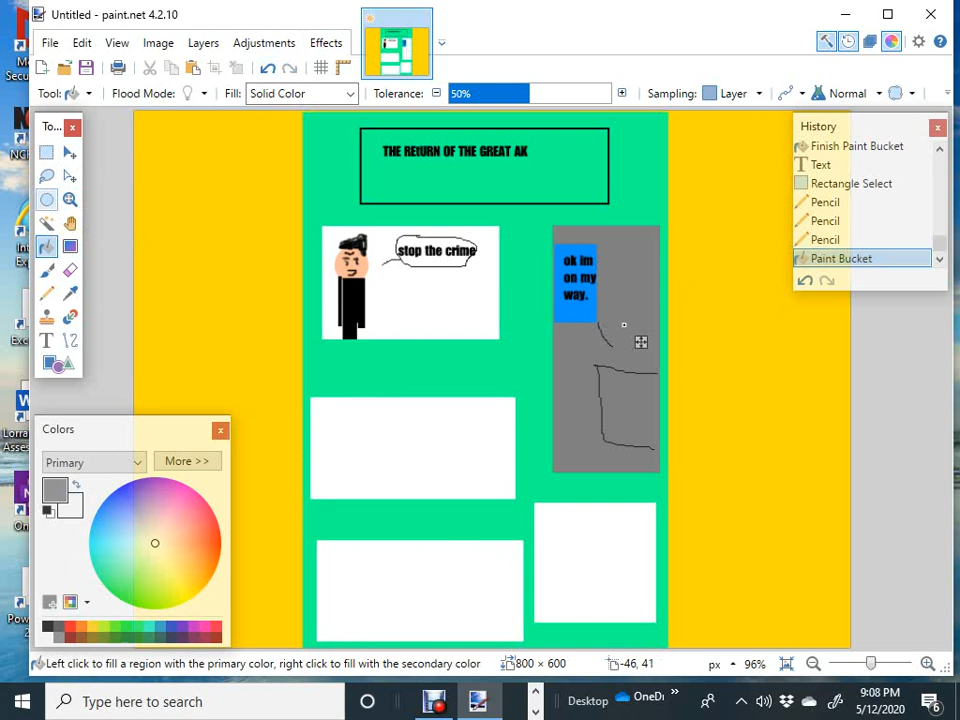 Untitled - paint.net 4.2.10
File Edit View Image Layers Adjustments Effects
Tool: Flood Mode: Fill: Solid Color Tolerance: 50% Sampling: Layer Normal
To...
History
Finish Paint Bucket
Text
Rectangle Select
Pencil
Pencil
Pencil
Paint Bucket
THE REtURN OF THE GREAT AK
stop the crime
ok im
on my
way.
Colors
Primary
More >>
Left click to fill a region with the primary color, right click to fill with the secondary color
800 × 600
-46, 41
px
96%
Type here to search
Desktop
OneDr
9:08 PM
5/12/2020
6